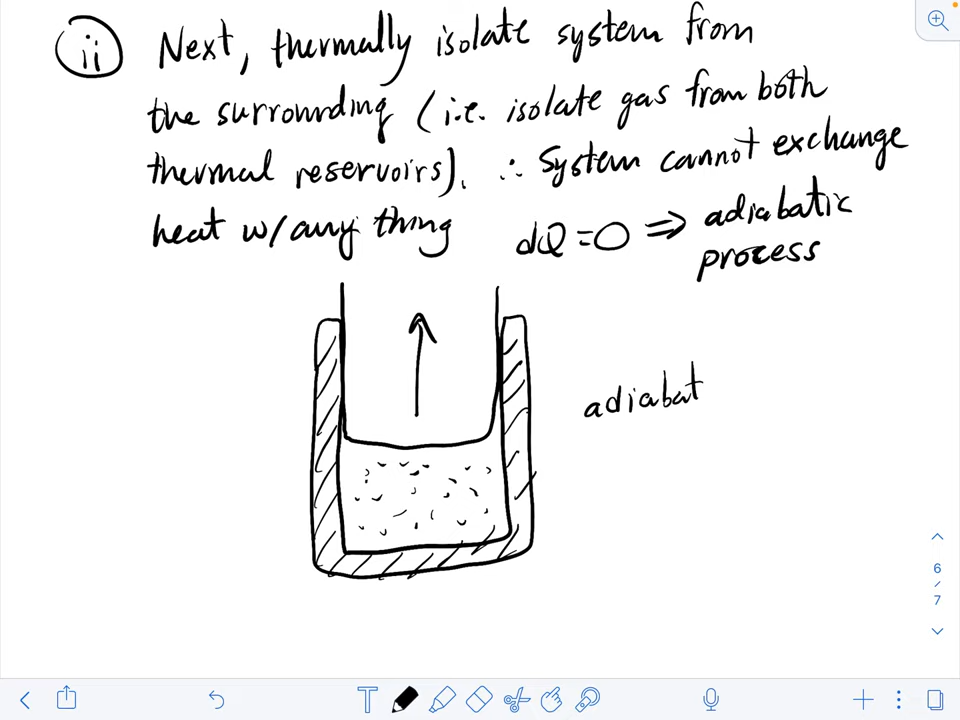 ii Next, thermally isolate system from
the surrounding (i.e. isolate gas from both
thermal reservoirs). ∴ System cannot exchange
heat w/ any thing dQ = 0 ⇒ adiabatic
process
adiabat
6
/
7
T